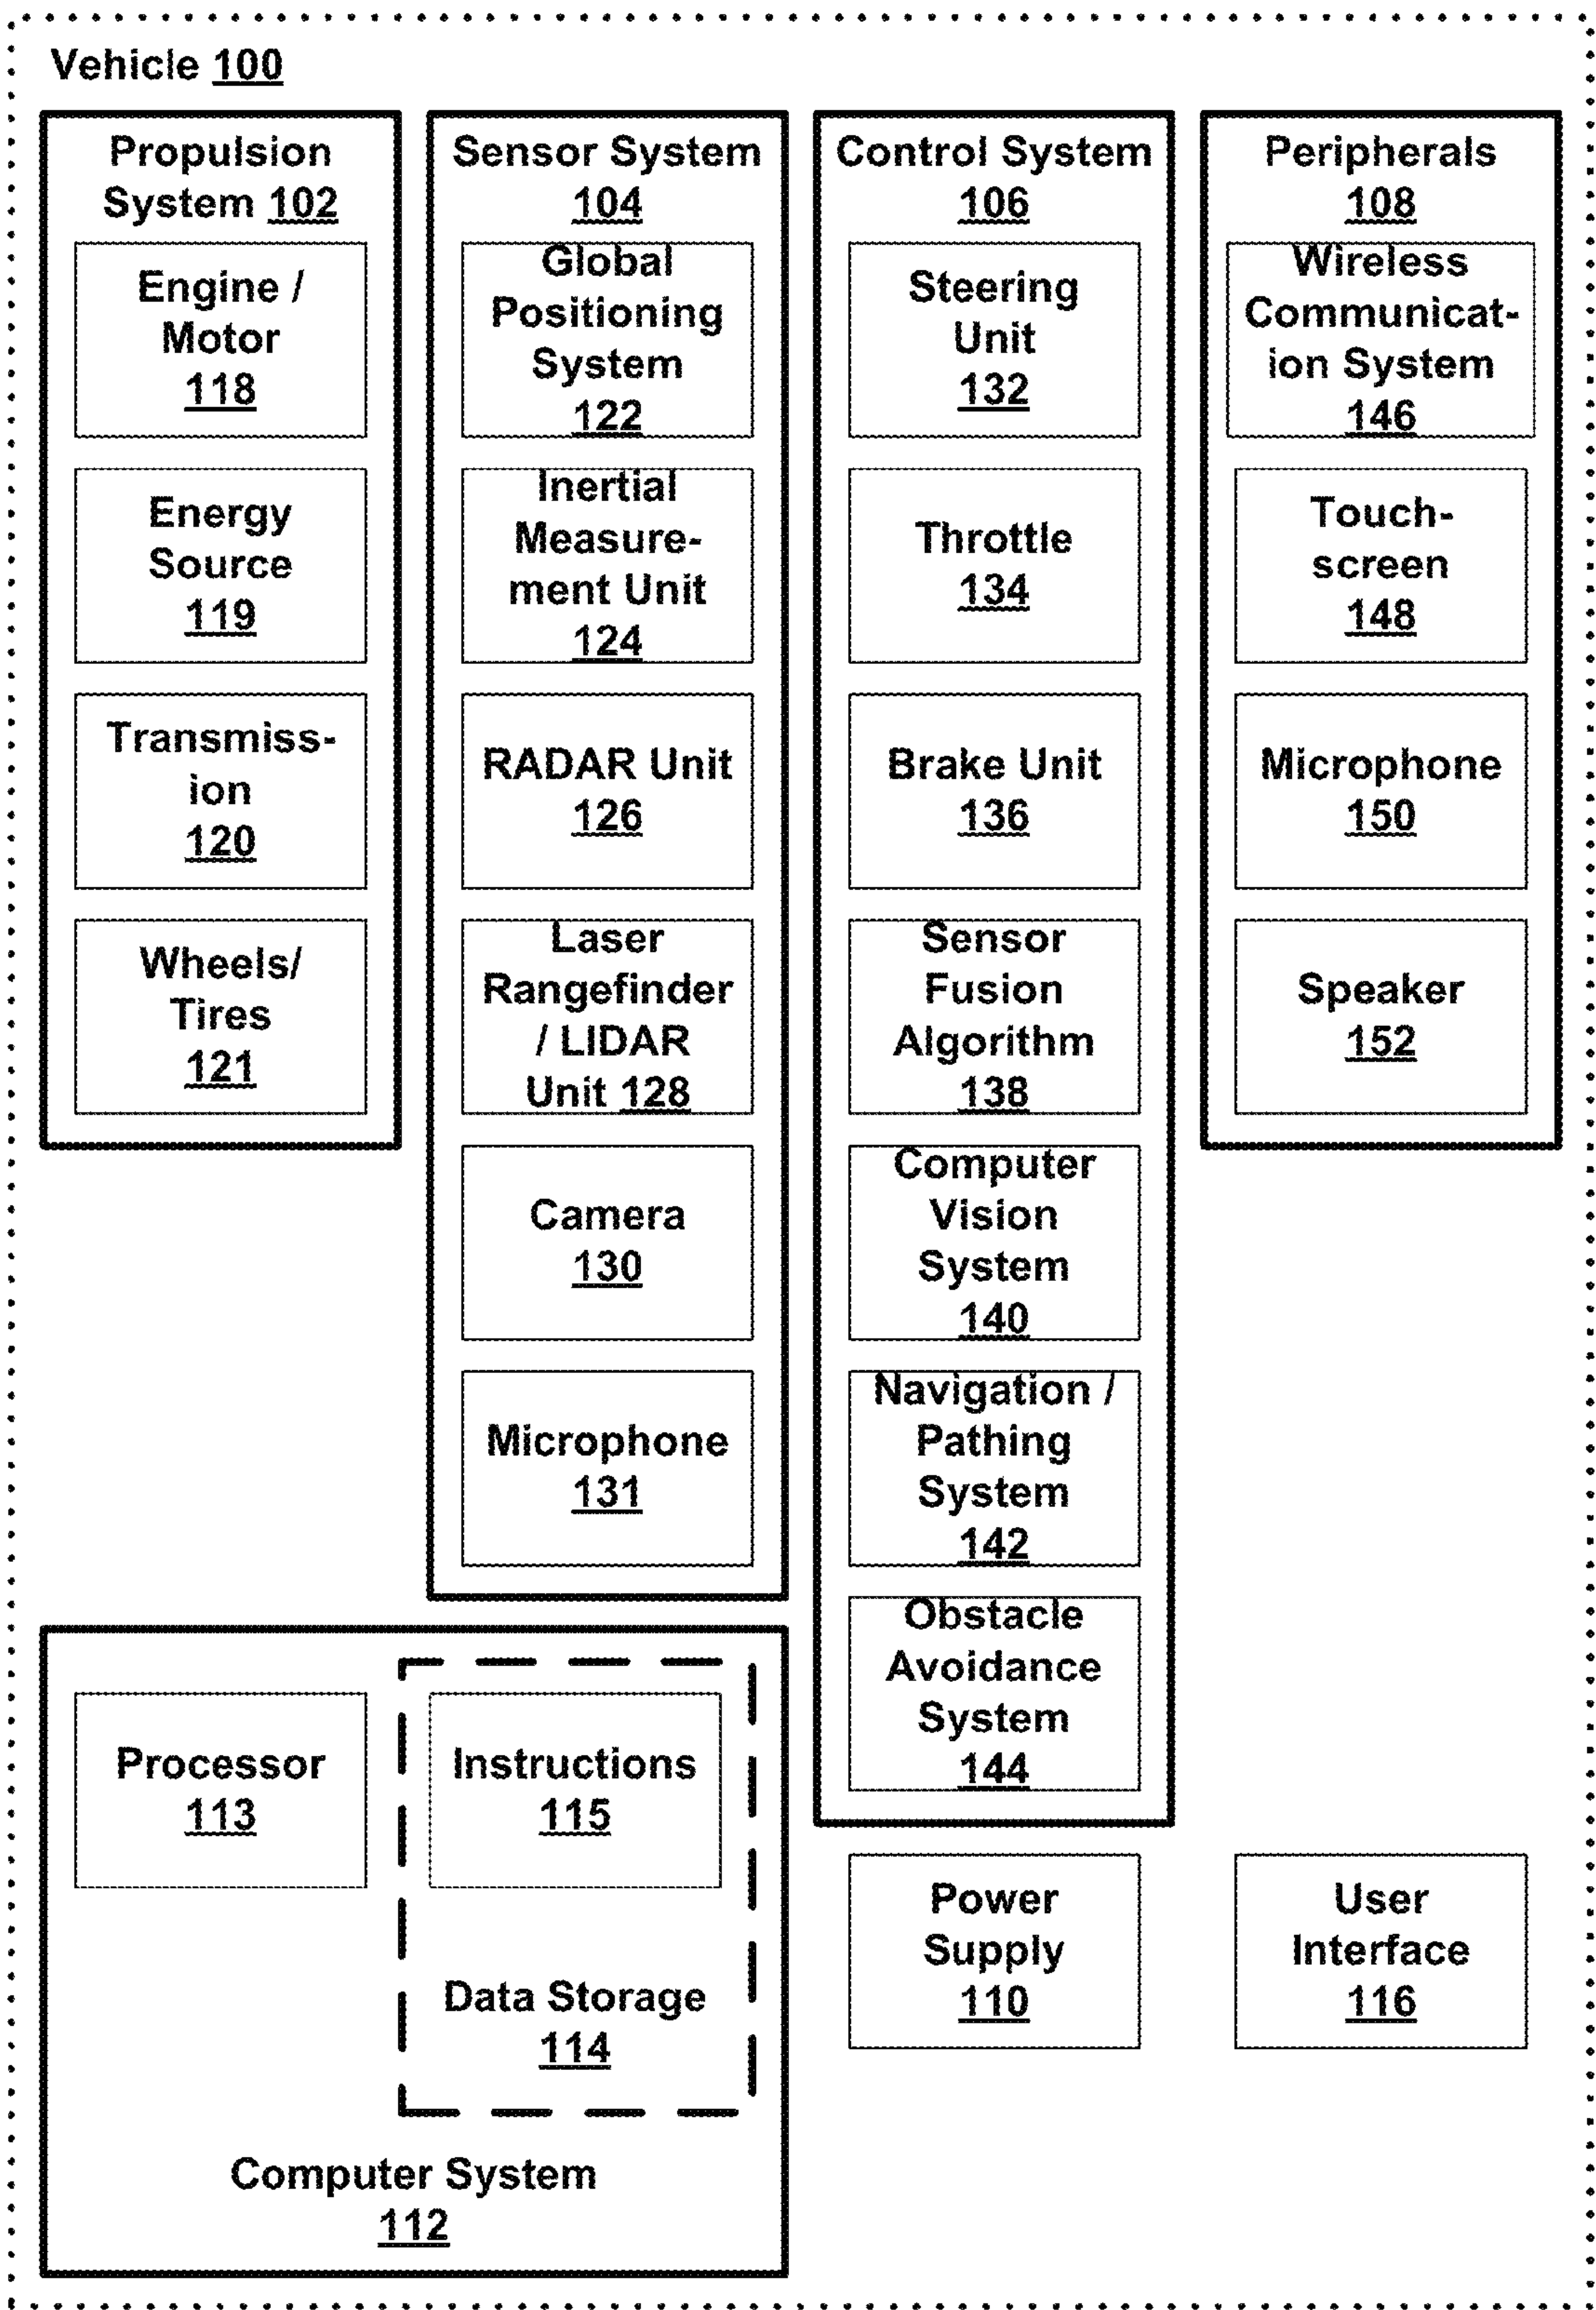 Vehicle 100
Propulsion
System 102
Engine /
Motor
118
Energy
Source
119
Transmiss-
ion
120
Wheels/
Tires
121
Sensor System
104
Global
Positioning
System
122
Inertial
Measure-
ment Unit
124
RADAR Unit
126
Laser
Rangefinder
/ LIDAR
Unit 128
Camera
130
Microphone
131
Control System
106
Steering
Unit
132
Throttle
134
Brake Unit
136
Sensor
Fusion
Algorithm
138
Computer
Vision
System
140
Navigation /
Pathing
System
142
Obstacle
Avoidance
System
144
Peripherals
108
Wireless
Communicat-
ion System
146
Touch-
screen
148
Microphone
150
Speaker
152
Processor
113
Instructions
115
Data Storage
114
Computer System
112
Power
Supply
110
User
Interface
116